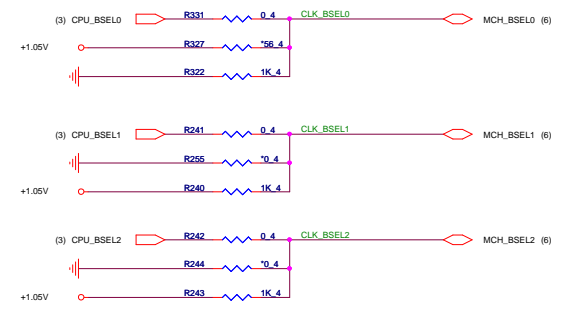 (3) CPU_BSEL0 R331 0_4 CLK_BSEL0 MCH_BSEL0 (6)
+1.05V R327 *56_4
R322 1K_4
(3) CPU_BSEL1 R241 0_4 CLK_BSEL1 MCH_BSEL1 (6)
R255 *0_4
+1.05V R240 1K_4
(3) CPU_BSEL2 R242 0_4 CLK_BSEL2 MCH_BSEL2 (6)
R244 *0_4
+1.05V R243 1K_4